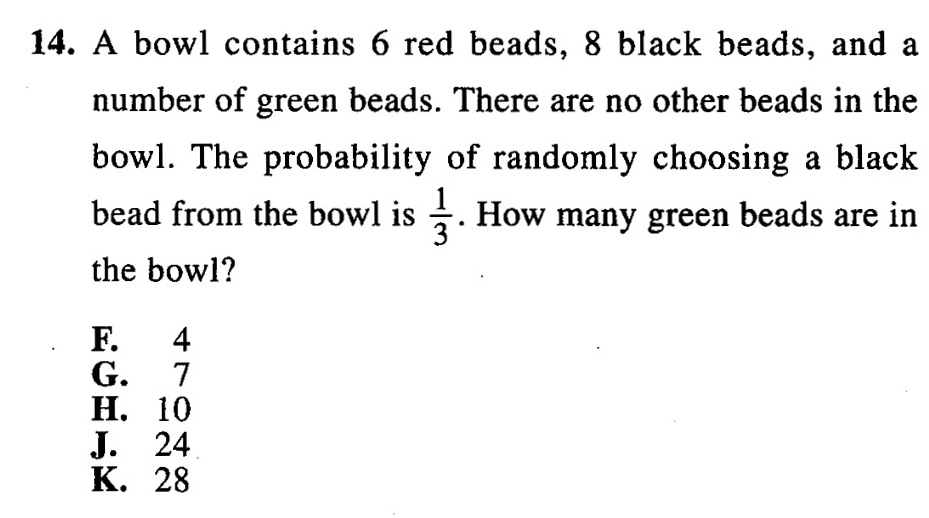 14. A bowl contains 6 red beads, 8 black beads, and a
number of green beads. There are no other beads in the
bowl. The probability of randomly choosing a black
bead from the bowl is 1/3. How many green beads are in
the bowl?
F. 4
G. 7
H. 10
J. 24
K. 28